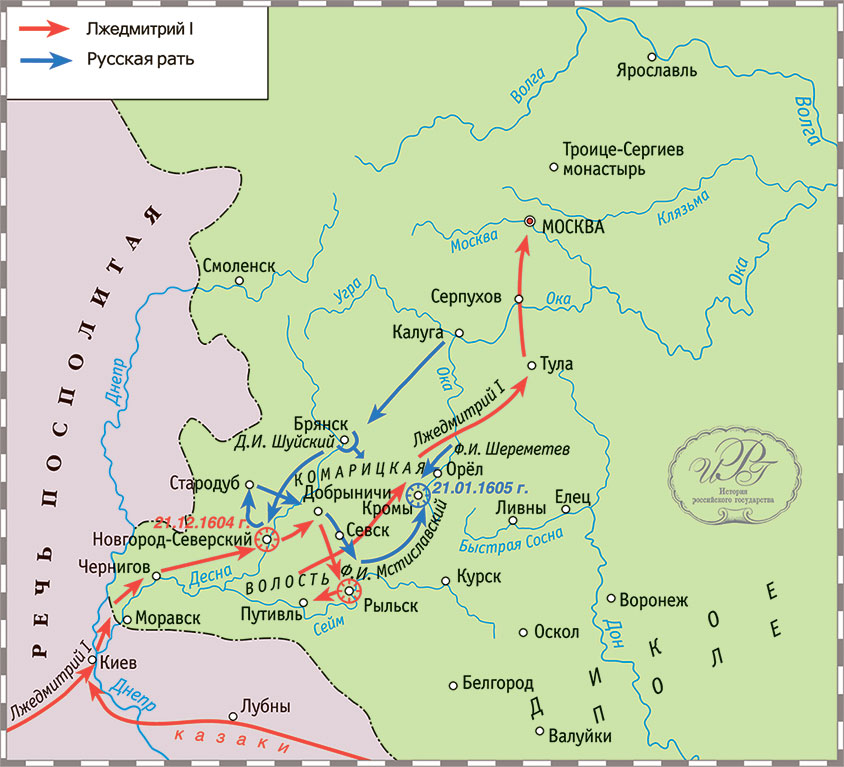 Лжедмитрий I
Русская рать
Волга
Ярославль
Волга
Троице-Сергиев
монастырь
Клязьма
Москва
МОСКВА
РЕЧЬ ПОСПОЛИТАЯ
Смоленск
Угра
Серпухов
Ока
Ока
Калуга
Днепр
Ока
Тула
Лжедмитрий I
Брянск
Д.И. Шуйский
Ф.И. Шереметев
КОМАРИЦКАЯ
Орёл
Стародуб
21.01.1605 г.
Добрыничи
Кромы
Елец
Ливны
21.12.1604 г.
Севск
Новгород-Северский
Быстрая Сосна
Ф.И. Мстиславский
Чернигов
Десна
ВОЛОСТЬ
Курск
Путивль
Рыльск
Воронеж
Моравск
Сейм
Оскол
Дон
ДИКОЕ
ПОЛЕ
Лжедмитрий I
Киев
Днепр
Белгород
Лубны
казаки
Валуйки
ИРГ
История
российского государства